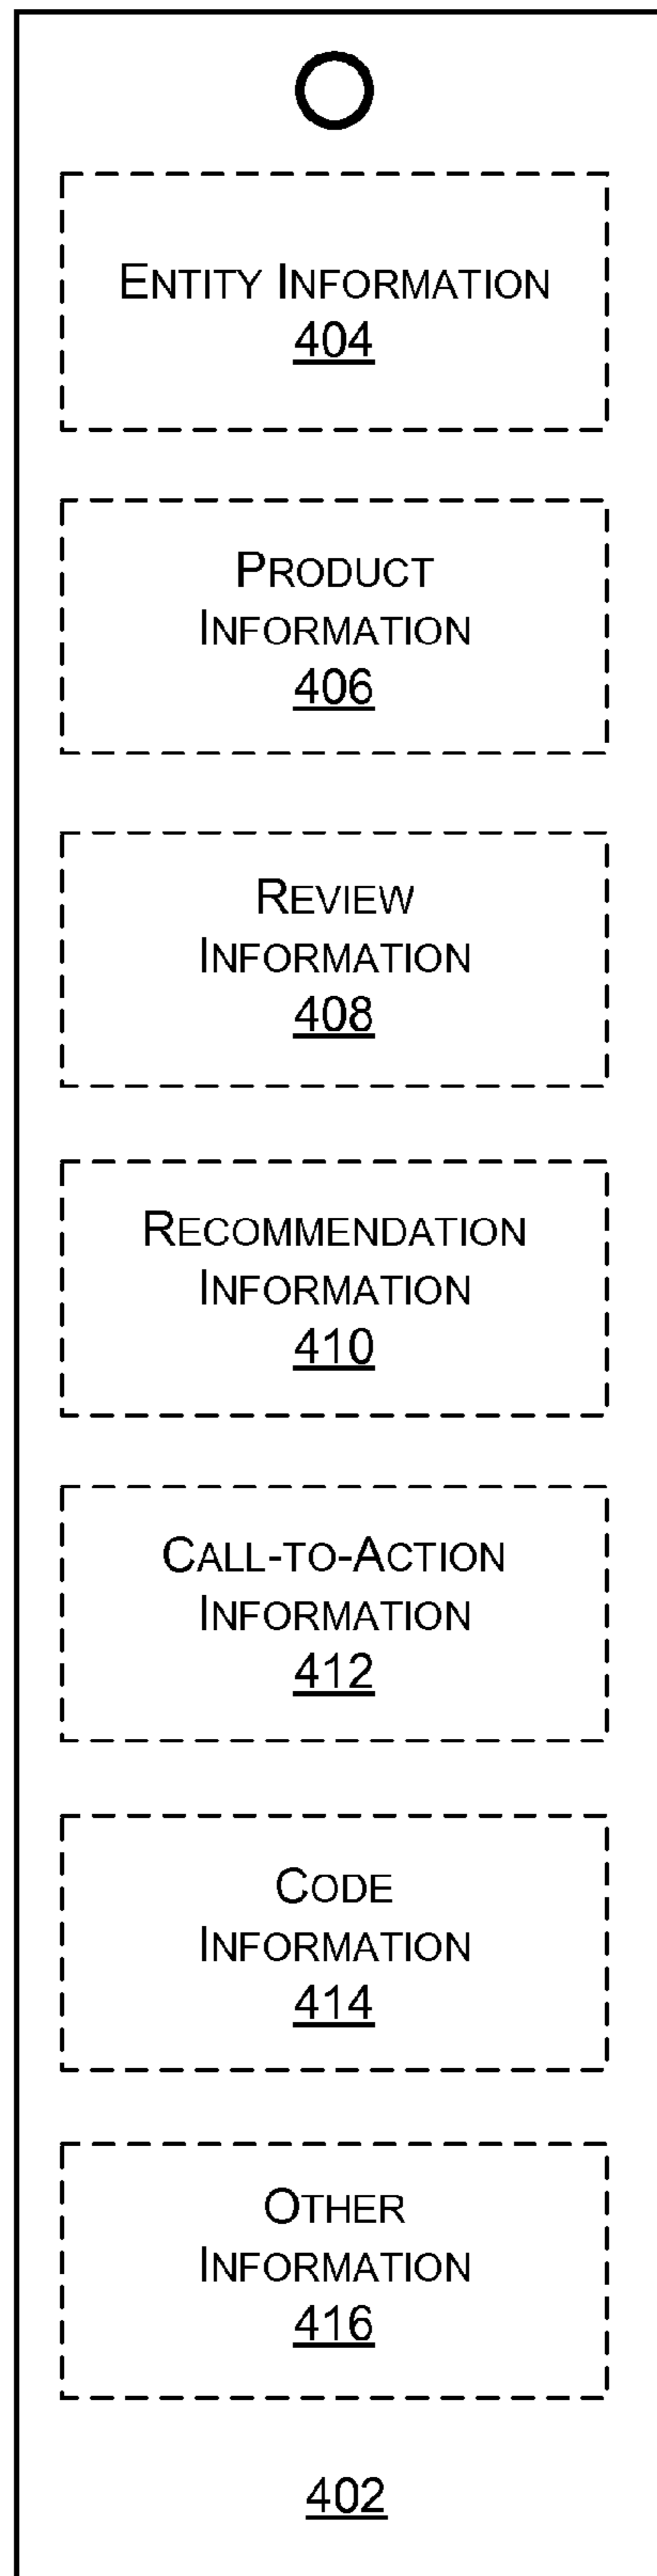 ENTITY INFORMATION
404
PRODUCT
INFORMATION
406
REVIEW
INFORMATION
408
RECOMMENDATION
INFORMATION
410
CALL-TO-ACTION
INFORMATION
412
CODE
INFORMATION
414
OTHER
INFORMATION
416
402